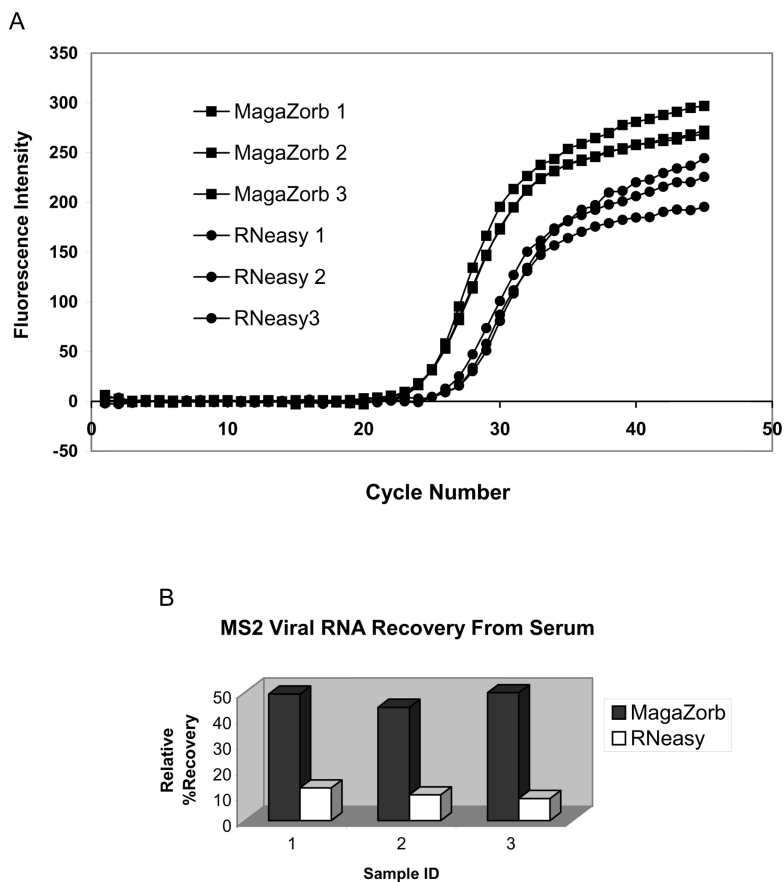 A
350
300
250
200
150
100
50
0
-50
Fluorescence Intensity
MagaZorb 1
MagaZorb 2
MagaZorb 3
RNeasy 1
RNeasy 2
RNeasy3
0
10
20
30
40
50
Cycle Number
B
MS2 Viral RNA Recovery From Serum
50
40
30
20
10
0
Relative
%Recovery
1
2
3
Sample ID
MagaZorb
RNeasy